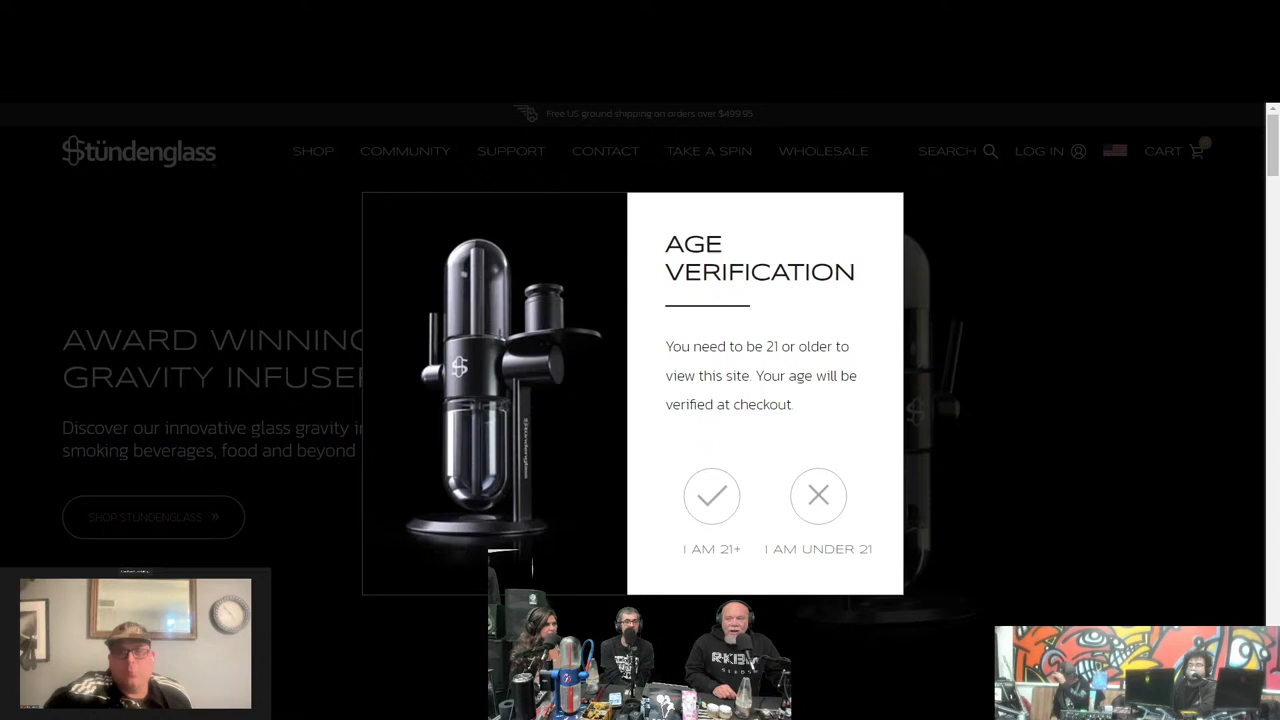 Free US ground shipping on orders over $499.95
Stündenglass
SHOP COMMUNITY SUPPORT CONTACT TAKE A SPIN WHOLESALE SEARCH LOG IN CART
AWARD WINNING
GRAVITY INFUSER
Discover our innovative glass gravity
smoking beverages, food and beyond
SHOP STÜNDENGLASS »
AGE
VERIFICATION
You need to be 21 or older to
view this site. Your age will be
verified at checkout.
I AM 21+ I AM UNDER 21